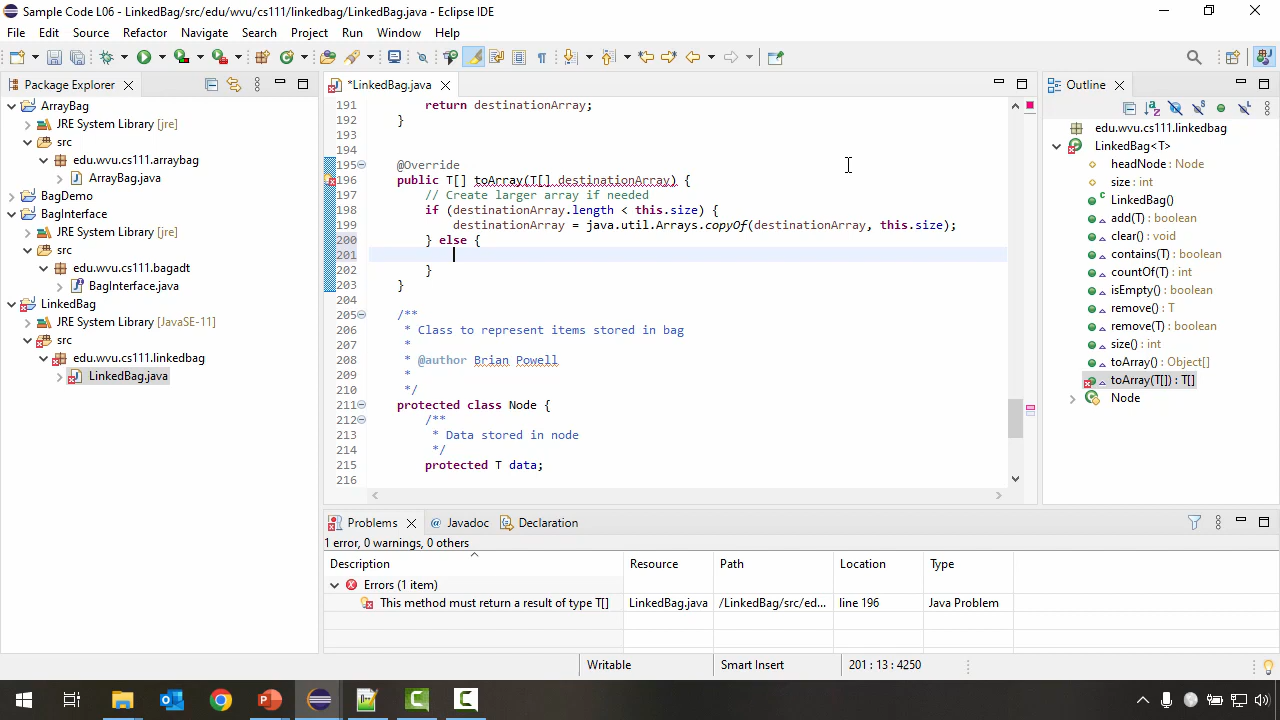 Sample Code L06 - LinkedBag/src/edu/wvu/cs111/linkedbag/LinkedBag.java - Eclipse IDE
File Edit Source Refactor Navigate Search Project Run Window Help
Package Explorer
ArrayBag
JRE System Library [jre]
src
edu.wvu.cs111.arraybag
ArrayBag.java
BagDemo
BagInterface
JRE System Library [jre]
src
edu.wvu.cs111.bagadt
BagInterface.java
LinkedBag
JRE System Library [JavaSE-11]
src
edu.wvu.cs111.linkedbag
LinkedBag.java
*LinkedBag.java
191 return destinationArray;
192 }
193
194
195 @Override
196 public T[] toArray(T[] destinationArray) {
197 // Create larger array if needed
198 if (destinationArray.length < this.size) {
199 destinationArray = java.util.Arrays.copyOf(destinationArray, this.size);
200 } else {
201
202 }
203 }
204
205 /**
206 * Class to represent items stored in bag
207 *
208 * @author Brian Powell
209 *
210 */
211 protected class Node {
212 /**
213 * Data stored in node
214 */
215 protected T data;
216
Outline
edu.wvu.cs111.linkedbag
LinkedBag<T>
headNode : Node
size : int
LinkedBag()
add(T) : boolean
clear() : void
contains(T) : boolean
countOf(T) : int
isEmpty() : boolean
remove() : T
remove(T) : boolean
size() : int
toArray() : Object[]
toArray(T[]) : T[]
Node
Problems @ Javadoc Declaration
1 error, 0 warnings, 0 others
Description Resource Path Location Type
Errors (1 item)
This method must return a result of type T[] LinkedBag.java /LinkedBag/src/ed... line 196 Java Problem
Writable Smart Insert 201 : 13 : 4250